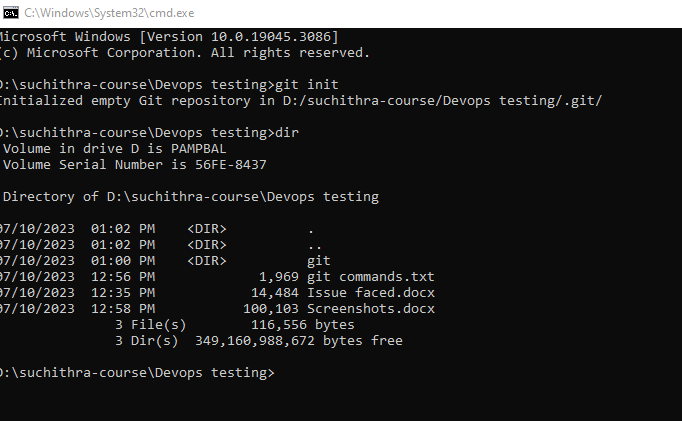 C:\Windows\System32\cmd.exe
Microsoft Windows [Version 10.0.19045.3086]
(c) Microsoft Corporation. All rights reserved.
D:\suchithra-course\Devops testing>git init
Initialized empty Git repository in D:/suchithra-course/Devops testing/.git/
D:\suchithra-course\Devops testing>dir
Volume in drive D is PAMPBAL
Volume Serial Number is 56FE-8437
Directory of D:\suchithra-course\Devops testing
07/10/2023  01:02 PM    <DIR>          .
07/10/2023  01:02 PM    <DIR>          ..
07/10/2023  01:00 PM    <DIR>          git
07/10/2023  12:56 PM             1,969 git commands.txt
07/10/2023  12:35 PM            14,484 Issue faced.docx
07/10/2023  12:58 PM           100,103 Screenshots.docx
3 File(s)        116,556 bytes
3 Dir(s)  349,160,988,672 bytes free
D:\suchithra-course\Devops testing>